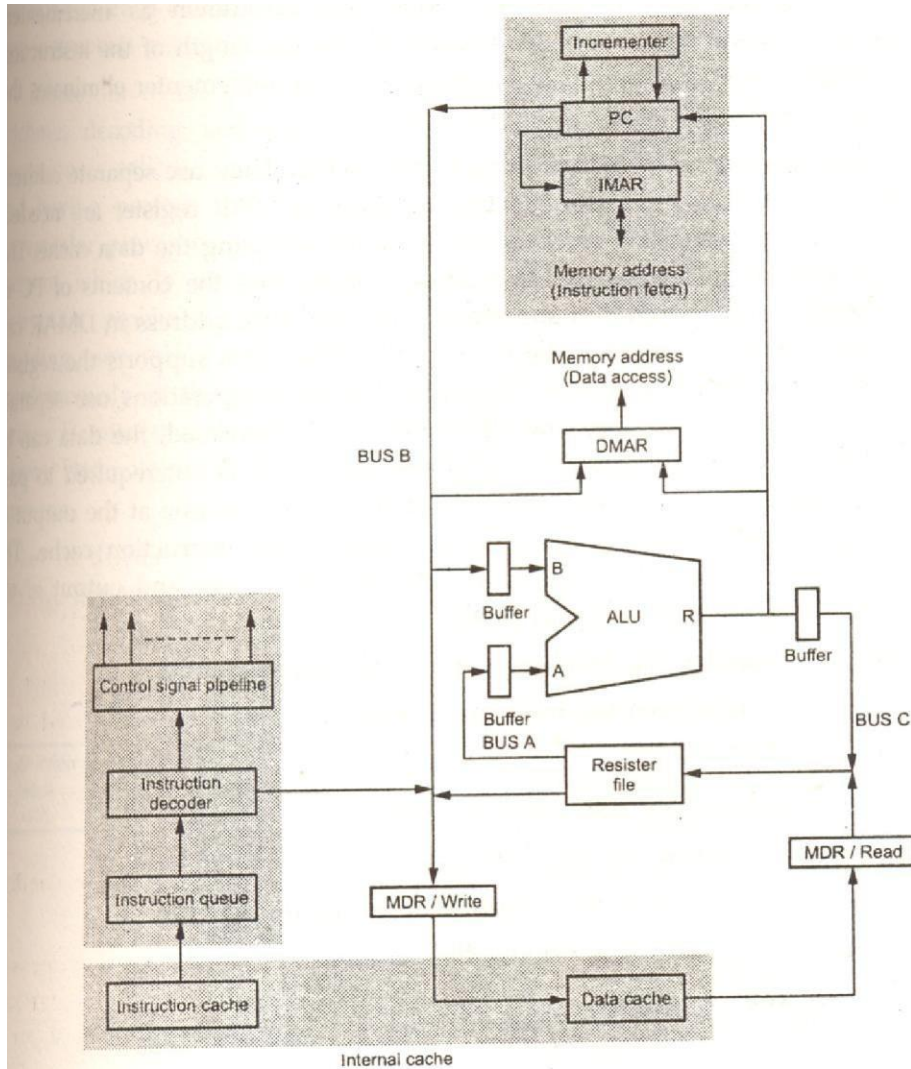 Incrementer
PC
IMAR
Memory address
(Instruction fetch)
Memory address
(Data access)
DMAR
BUS B
B
Buffer
ALU
R
Buffer
A
Buffer
BUS A
BUS C
Control signal pipeline
Resister
file
Instruction
decoder
MDR / Read
Instruction queue
MDR / Write
Instruction cache
Data cache
Internal cache